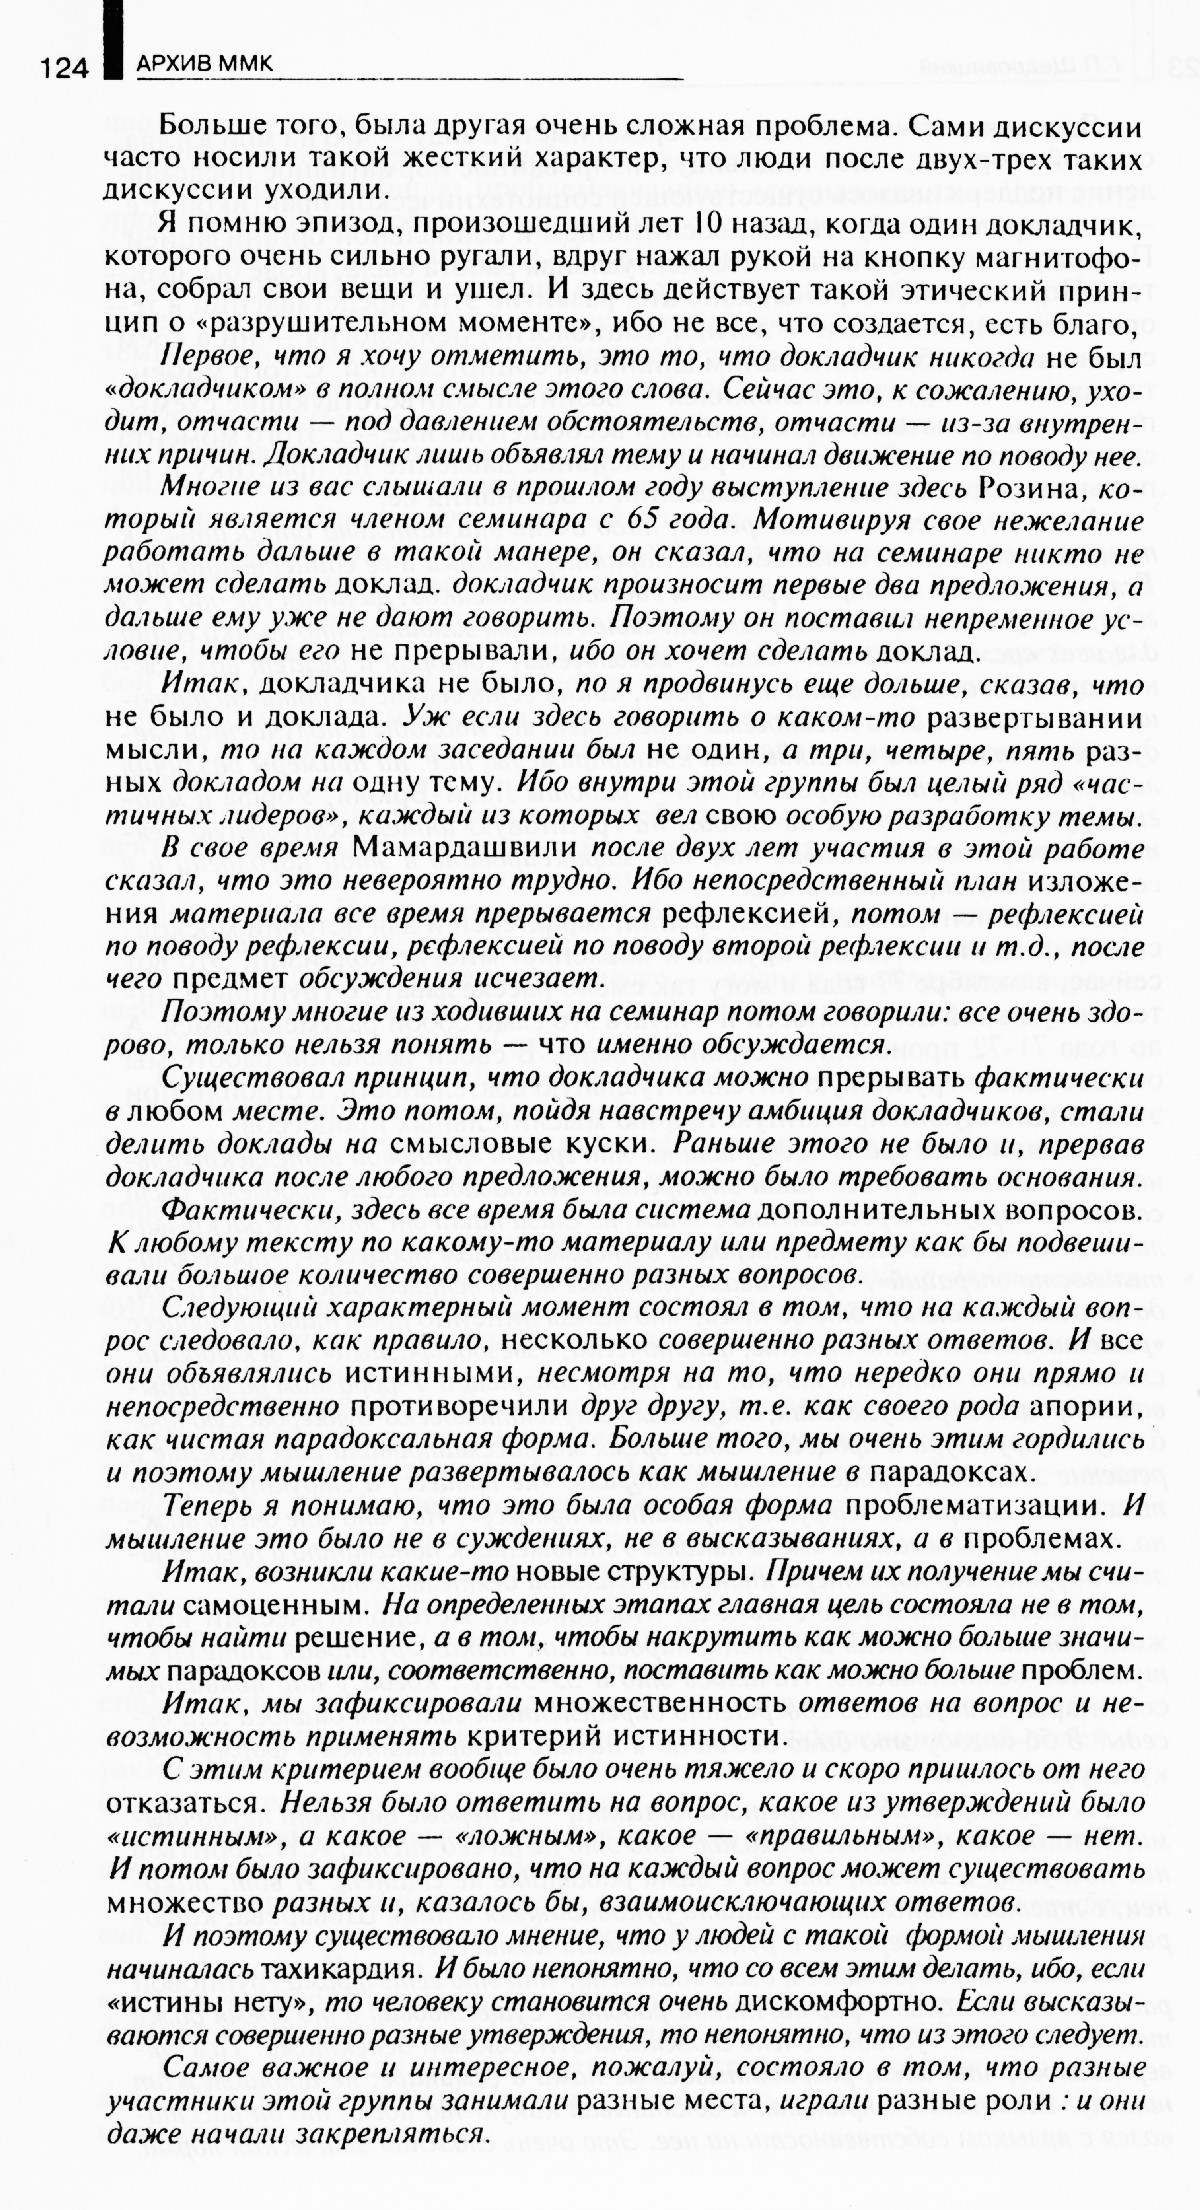 124 АРХИВ ММК
Больше того, была другая очень сложная проблема. Сами дискуссии
часто носили такой жесткий характер, что люди после двух-трех таких
дискуссии уходили.
Я помню эпизод, произошедший лет 10 назад, когда один докладчик,
которого очень сильно ругали, вдруг нажал рукой на кнопку магнитофо-
на, собрал свои вещи и ушел. И здесь действует такой этический прин-
цип о «разрушительном моменте», ибо не все, что создается, есть благо,
Первое, что я хочу отметить, это то, что докладчик никогда не был
«докладчиком» в полном смысле этого слова. Сейчас это, к сожалению, ухо-
дит, отчасти — под давлением обстоятельств, отчасти — из-за внутрен-
них причин. Докладчик лишь объявлял тему и начинал движение по поводу нее.
Многие из вас слышали в прошлом году выступление здесь Розина, ко-
торый является членом семинара с 65 года. Мотивируя свое нежелание
работать дальше в такой манере, он сказал, что на семинаре никто не
может сделать доклад. докладчик произносит первые два предложения, а
дальше ему уже не дают говорить. Поэтому он поставил непременное ус-
ловие, чтобы его не прерывали, ибо он хочет сделать доклад.
Итак, докладчика не было, по я продвинусь еще дольше, сказав, что
не было и доклада. Уж если здесь говорить о каком-то развертывании
мысли, то на каждом заседании был не один, а три, четыре, пять раз-
ных докладом на одну тему. Ибо внутри этой группы был целый ряд «час-
тичных лидеров», каждый из которых вел свою особую разработку темы.
В свое время Мамардашвили после двух лет участия в этой работе
сказал, что это невероятно трудно. Ибо непосредственный план изложе-
ния материала все время прерывается рефлексией, потом — рефлексией
по поводу рефлексии, рефлексией по поводу второй рефлексии и т.д., после
чего предмет обсуждения исчезает.
Поэтому многие из ходивших на семинар потом говорили: все очень здо-
рово, только нельзя понять — что именно обсуждается.
Существовал принцип, что докладчика можно прерывать фактически
в любом месте. Это потом, пойдя навстречу амбиция докладчиков, стали
делить доклады на смысловые куски. Раньше этого не было и, прервав
докладчика после любого предложения, можно было требовать основания.
Фактически, здесь все время была система дополнительных вопросов.
К любому тексту по какому-то материалу или предмету как бы подвеши-
вали большое количество совершенно разных вопросов.
Следующий характерный момент состоял в том, что на каждый воп-
рос следовало, как правило, несколько совершенно разных ответов. И все
они объявлялись истинными, несмотря на то, что нередко они прямо и
непосредственно противоречили друг другу, т.е. как своего рода апории,
как чистая парадоксальная форма. Больше того, мы очень этим гордились
и поэтому мышление развертывалось как мышление в парадоксах.
Теперь я понимаю, что это была особая форма проблематизации. И
мышление это было не в суждениях, не в высказываниях, а в проблемах.
Итак, возникли какие-то новые структуры. Причем их получение мы счи-
тали самоценным. На определенных этапах главная цель состояла не в том,
чтобы найти решение, а в том, чтобы накрутить как можно больше значи-
мых парадоксов или, соответственно, поставить как можно больше проблем.
Итак, мы зафиксировали множественность ответов на вопрос и не-
возможность применять критерий истинности.
С этим критерием вообще было очень тяжело и скоро пришлось от него
отказаться. Нельзя было ответить на вопрос, какое из утверждений было
«истинным», а какое — «ложным», какое — «правильным», какое — нет.
И потом было зафиксировано, что на каждый вопрос может существовать
множество разных и, казалось бы, взаимоисключающих ответов.
И поэтому существовало мнение, что у людей с такой формой мышления
начиналась тахикардия. И было непонятно, что со всем этим делать, ибо, если
«истины нету», то человеку становится очень дискомфортно. Если высказы-
ваются совершенно разные утверждения, то непонятно, что из этого следует.
Самое важное и интересное, пожалуй, состояло в том, что разные
участники этой группы занимали разные места, играли разные роли : и они
даже начали закрепляться.